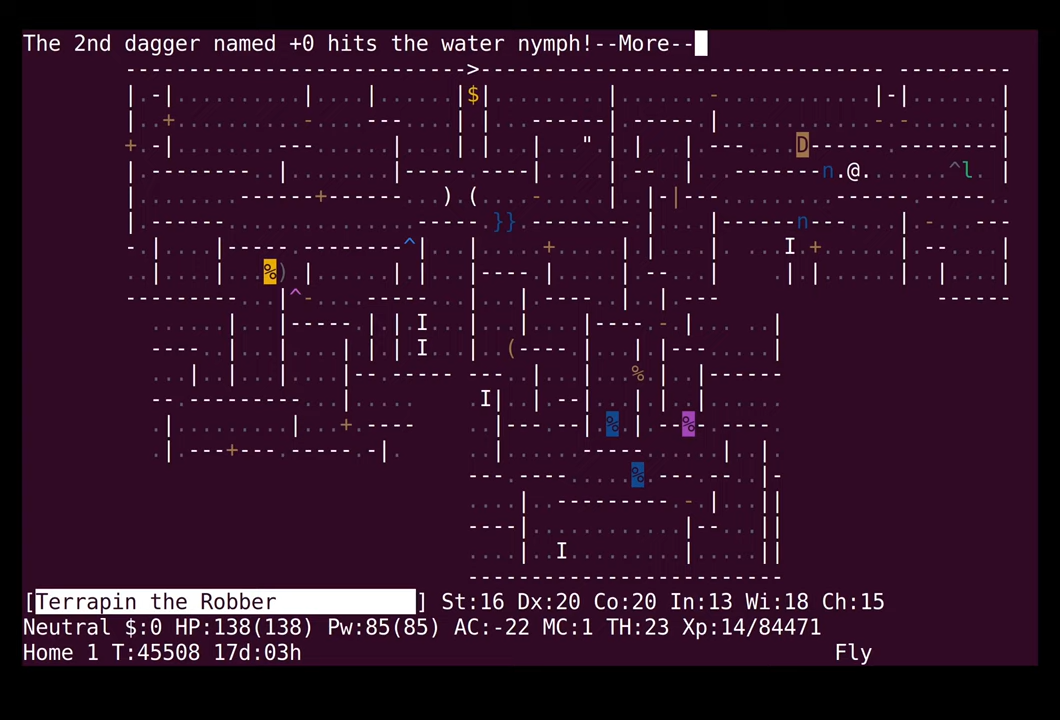 The 2nd dagger named +0 hits the water nymph!--More--
[Terrapin the Robber] St:16 Dx:20 Co:20 In:13 Wi:18 Ch:15
Neutral $:0 HP:138(138) Pw:85(85) AC:-22 MC:1 TH:23 Xp:14/84471
Home 1 T:45508 17d:03h Fly